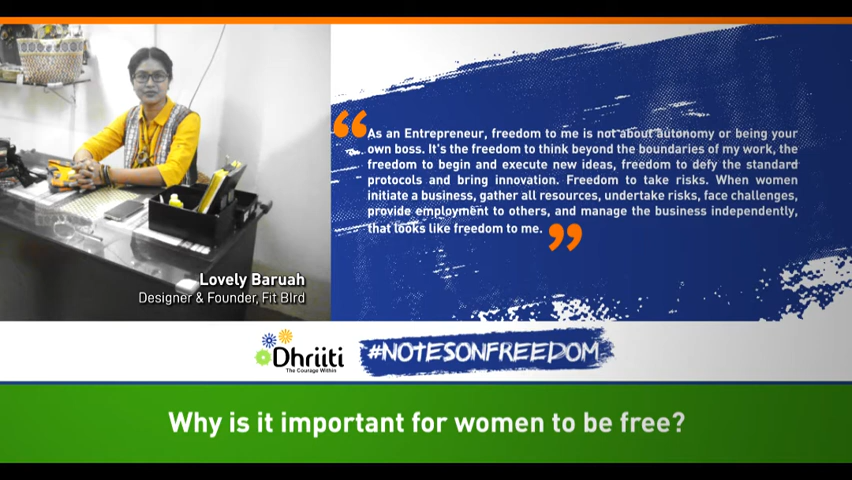 “As an Entrepreneur, freedom to me is not about autonomy or being your
own boss. It's the freedom to think beyond the boundaries of my work, the
freedom to begin and execute new ideas, freedom to defy the standard
protocols and bring innovation. Freedom to take risks. When women
initiate a business, gather all resources, undertake risks, face challenges,
provide employment to others, and manage the business independently,
that looks like freedom to me.”
Lovely Baruah
Designer & Founder, Fit BIrd
Dhriiti
The Courage Within
#NOTESONFREEDOM
Why is it important for women to be free?